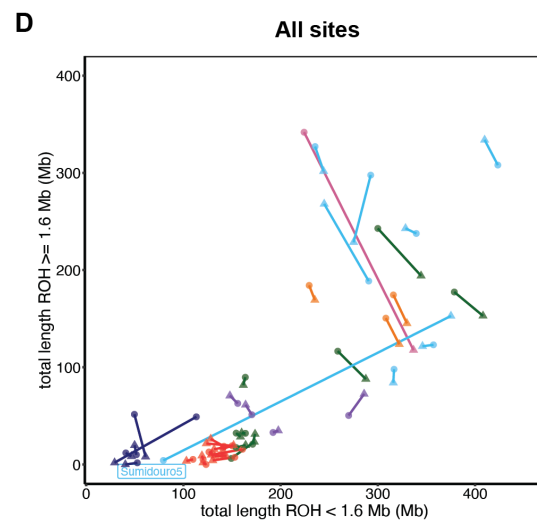 D
All sites
total length ROH >= 1.6 Mb (Mb)
400
300
200
100
0
Sumidouro5
0 100 200 300 400
total length ROH < 1.6 Mb (Mb)